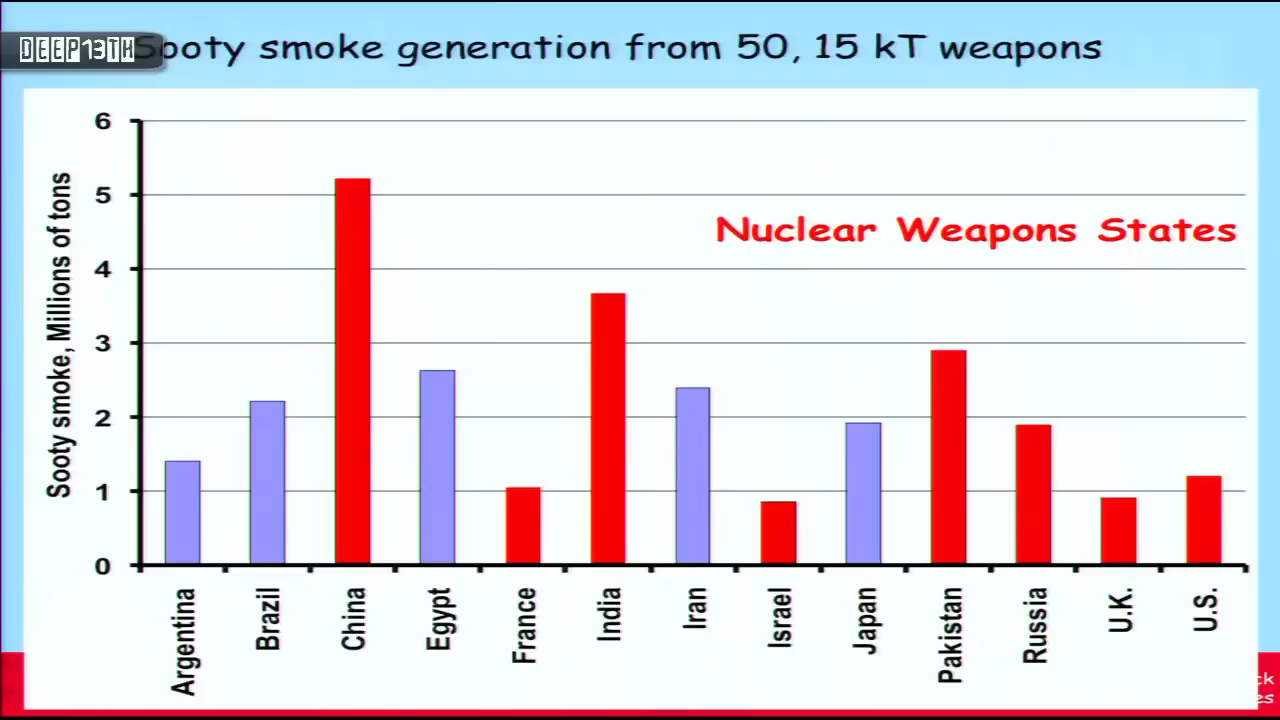 DEEP13TH
Sooty smoke generation from 50, 15 kT weapons
6
5
4
3
2
1
0
Sooty smoke, Millions of tons
Nuclear Weapons States
Argentina
Brazil
China
Egypt
France
India
Iran
Israel
Japan
Pakistan
Russia
U.K.
U.S.